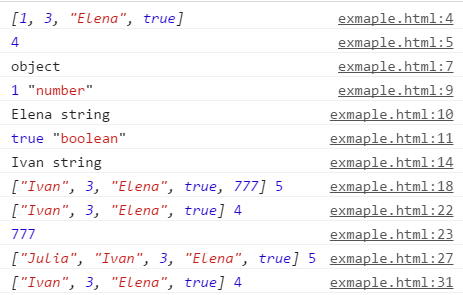 [1, 3, "Elena", true] exmaple.html:4
4 exmaple.html:5
object exmaple.html:7
1 "number" exmaple.html:9
Elena string exmaple.html:10
true "boolean" exmaple.html:11
Ivan string exmaple.html:14
["Ivan", 3, "Elena", true, 777] 5 exmaple.html:18
["Ivan", 3, "Elena", true] 4 exmaple.html:22
777 exmaple.html:23
["Julia", "Ivan", 3, "Elena", true] 5 exmaple.html:27
["Ivan", 3, "Elena", true] 4 exmaple.html:31